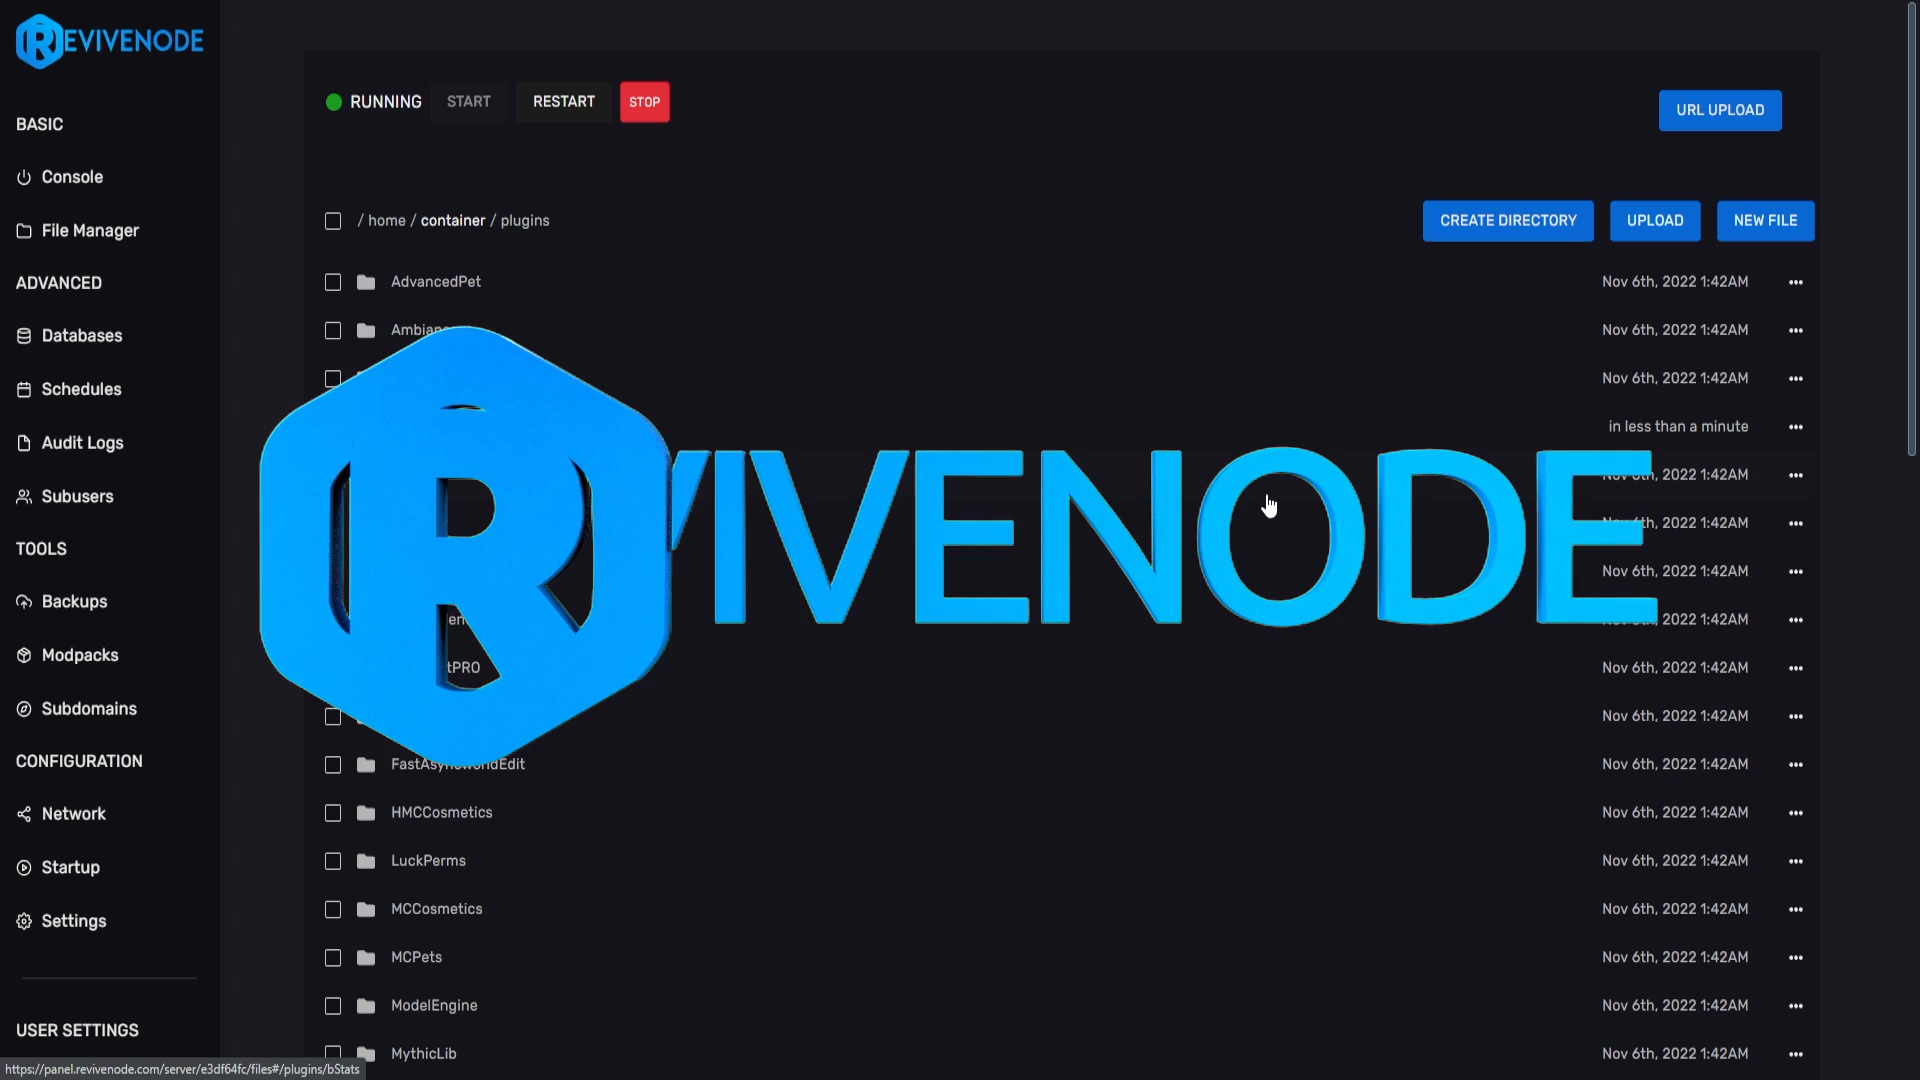 REVIVENODE
BASIC
Console
File Manager
ADVANCED
Databases
Schedules
Audit Logs
Subusers
TOOLS
Backups
Modpacks
Subdomains
CONFIGURATION
Network
Startup
Settings
USER SETTINGS
https://panel.revivenode.com/server/e3df64fc/files#/plugins/bStats
RUNNING START RESTART STOP
URL UPLOAD
/ home / container / plugins
CREATE DIRECTORY UPLOAD NEW FILE
AdvancedPet Nov 6th, 2022 1:42AM
Nov 6th, 2022 1:42AM
Nov 6th, 2022 1:42AM
in less than a minute
6th, 2022 1:42AM
2022 1:42AM
Nov 6th, 2022 1:42AM
Nov 6th, 2022 1:42AM
tPRO Nov 6th, 2022 1:42AM
Nov 6th, 2022 1:42AM
FastAsyncWorldEdit Nov 6th, 2022 1:42AM
HMCCosmetics Nov 6th, 2022 1:42AM
LuckPerms Nov 6th, 2022 1:42AM
MCCosmetics Nov 6th, 2022 1:42AM
MCPets Nov 6th, 2022 1:42AM
ModelEngine Nov 6th, 2022 1:42AM
MythicLib Nov 6th, 2022 1:42AM
R VIVENODE